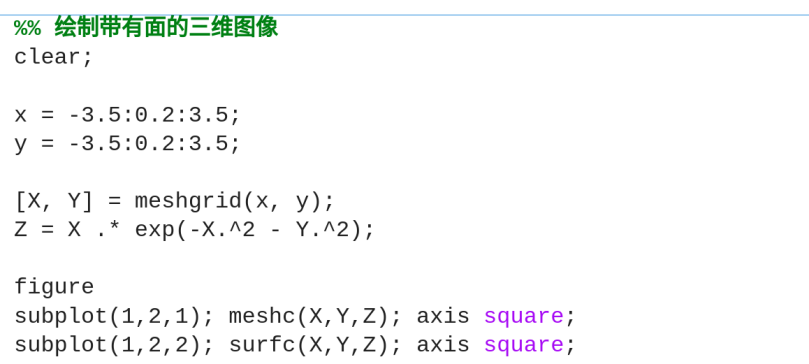 %% 绘制带有面的三维图像
clear;
x = -3.5:0.2:3.5;
y = -3.5:0.2:3.5;
[X, Y] = meshgrid(x, y);
Z = X .* exp(-X.^2 - Y.^2);
figure
subplot(1,2,1); meshc(X,Y,Z); axis square;
subplot(1,2,2); surfc(X,Y,Z); axis square;